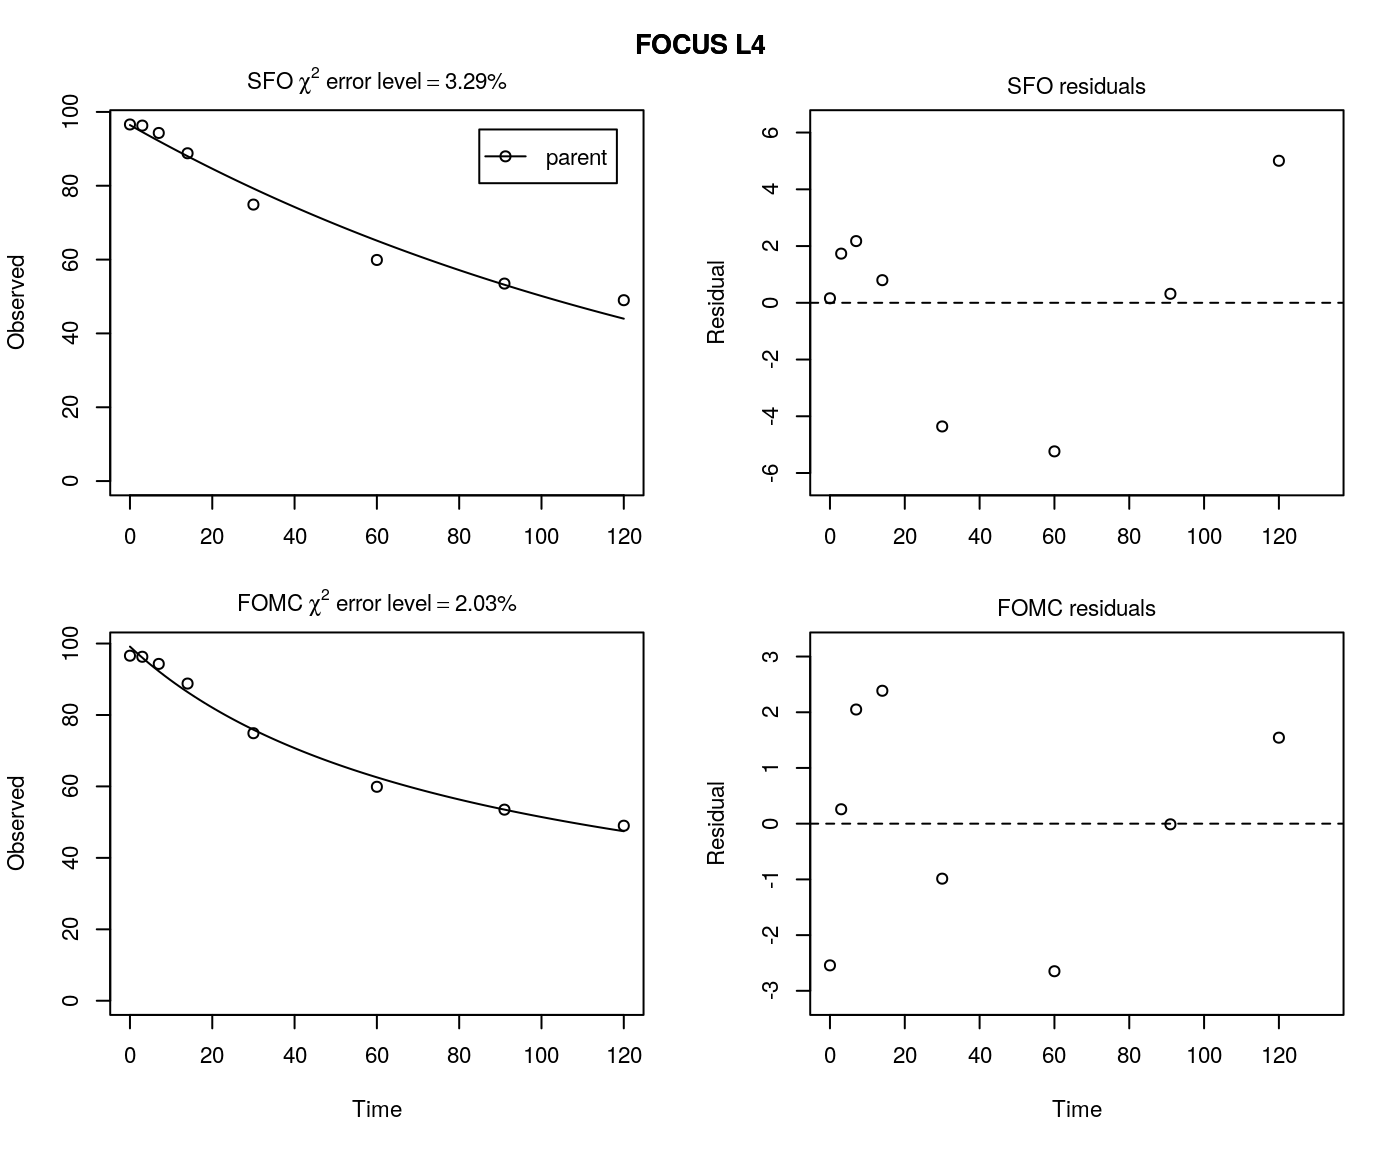 FOCUS L4
SFO χ² error level = 3.29%
Observed
100
80
60
40
20
0
parent
0 20 40 60 80 100 120
SFO residuals
Residual
6
4
2
0
-2
-4
-6
0 20 40 60 80 100 120
FOMC χ² error level = 2.03%
Observed
100
80
60
40
20
0
0 20 40 60 80 100 120
Time
FOMC residuals
Residual
3
2
1
0
-1
-2
-3
0 20 40 60 80 100 120
Time